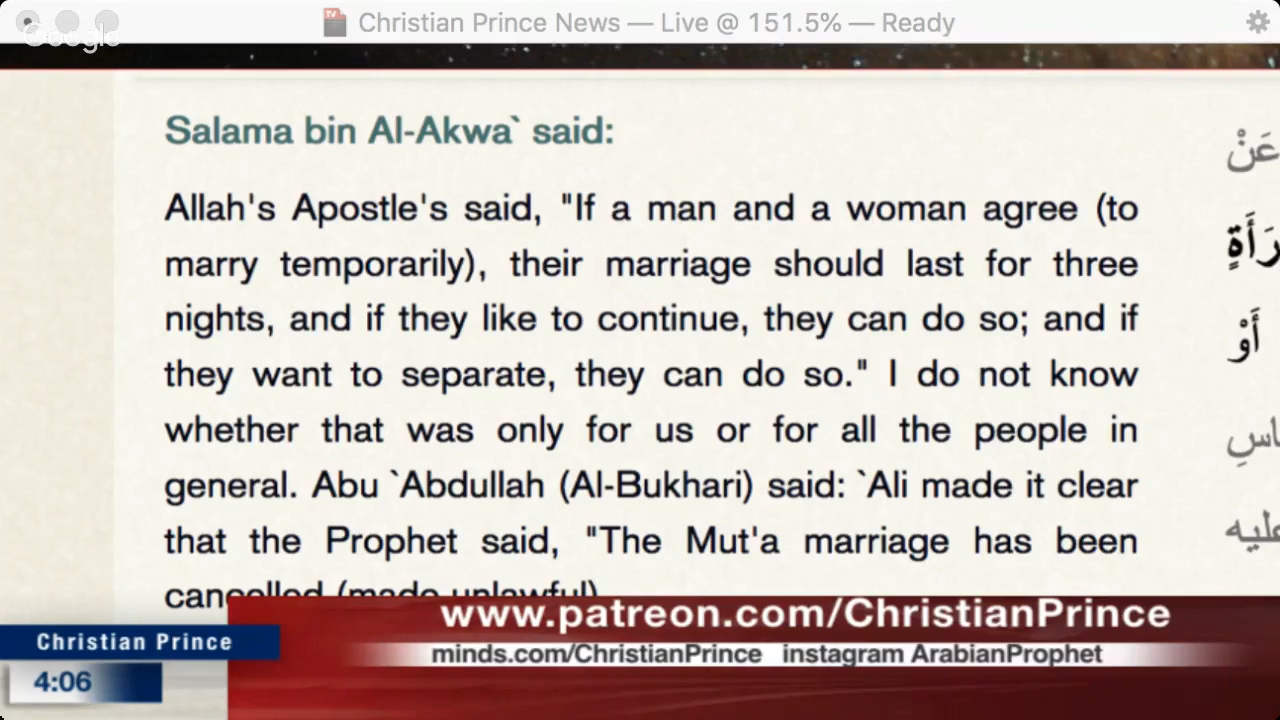 Christian Prince News — Live @ 151.5% — Ready
Google
Salama bin Al-Akwa` said:
عَنْ
Allah's Apostle's said, "If a man and a woman agree (to
marry temporarily), their marriage should last for three
nights, and if they like to continue, they can do so; and if
أَوْ
they want to separate, they can do so." I do not know
whether that was only for us or for all the people in
general. Abu `Abdullah (Al-Bukhari) said: `Ali made it clear
that the Prophet said, "The Mut'a marriage has been
cancelled (made unlawful).
www.patreon.com/ChristianPrince
Christian Prince
minds.com/ChristianPrince instagram ArabianProphet
4:06